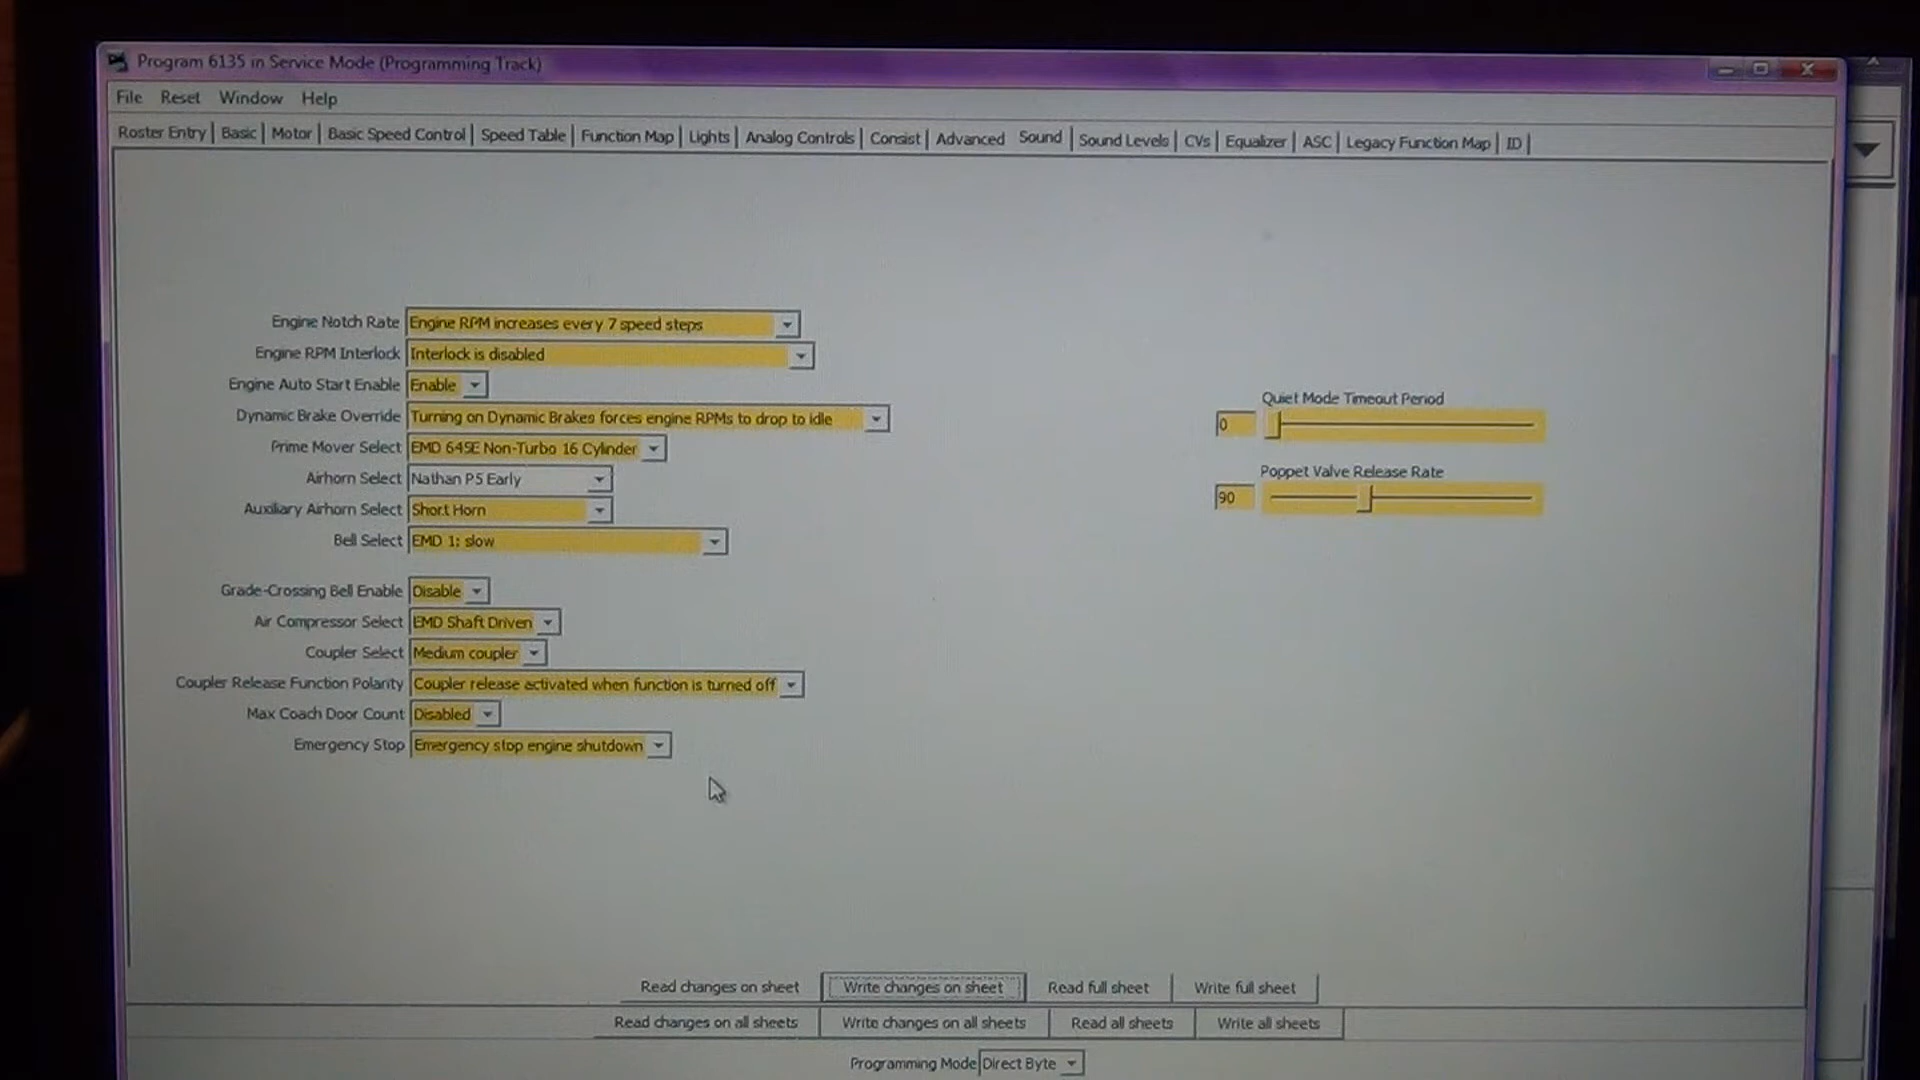 Program 6135 in Service Mode (Programming Track)
File Reset Window Help
Roster Entry Basic Motor Basic Speed Control Speed Table Function Map Lights Analog Controls Consist Advanced Sound Sound Levels CVs Equalizer ASC Legacy Function Map ID
Engine Notch Rate Engine RPM increases every 7 speed steps
Engine RPM Interlock Interlock is disabled
Engine Auto Start Enable Enable
Dynamic Brake Override Turning on Dynamic Brakes forces engine RPMs to drop to idle
Prime Mover Select EMD 645E Non-Turbo 16 Cylinder
Airhorn Select Nathan P5 Early
Auxiliary Airhorn Select Short Horn
Bell Select EMD 1: slow
Grade-Crossing Bell Enable Disable
Air Compressor Select EMD Shaft Driven
Coupler Select Medium coupler
Coupler Release Function Polarity Coupler release activated when function is turned off
Max Coach Door Count Disabled
Emergency Stop Emergency stop engine shutdown
Quiet Mode Timeout Period
0
Poppet Valve Release Rate
90
Read changes on sheet Write changes on sheet Read full sheet Write full sheet
Read changes on all sheets Write changes on all sheets Read all sheets Write all sheets
Programming Mode Direct Byte